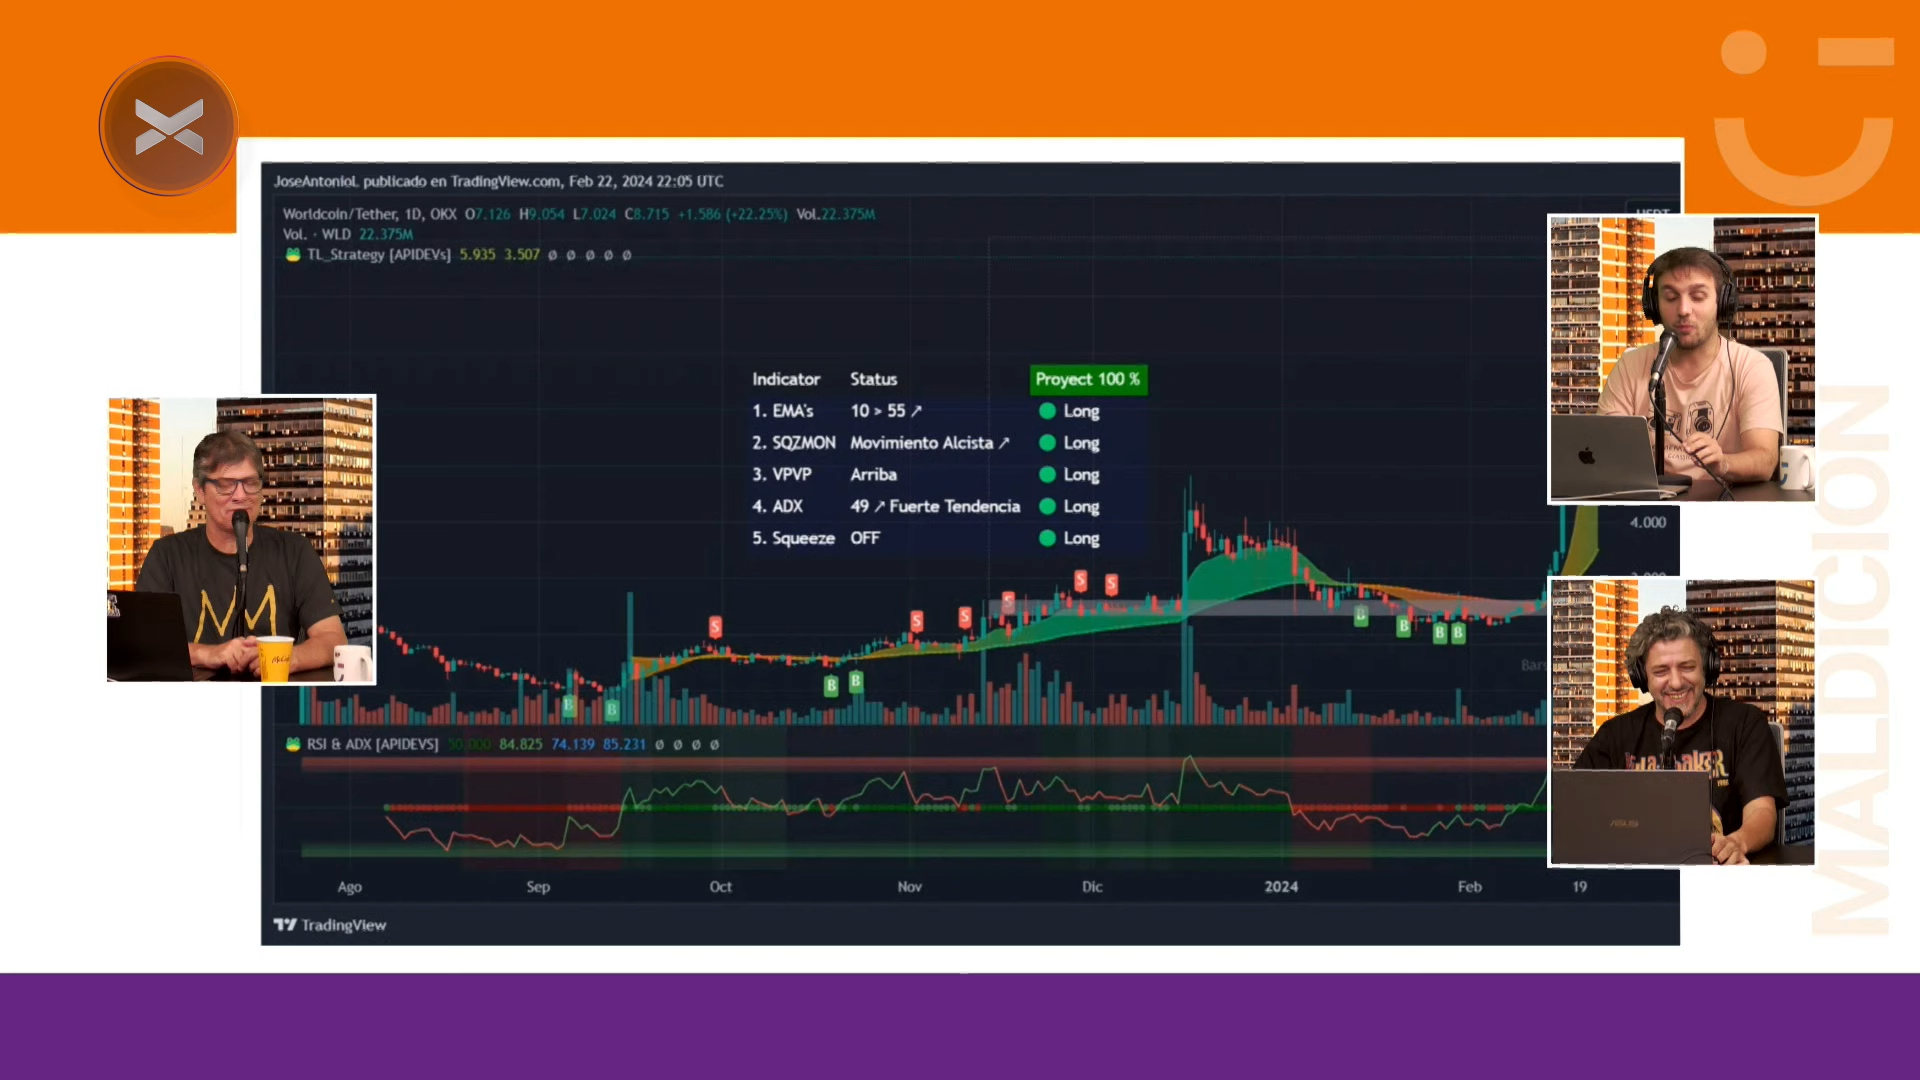 JoseAntonioL publicado en TradingView.com, Feb 22, 2024 22:05 UTC
Worldcoin/Tether, 1D, OKX O7.126 H9.054 L7.024 C8.715 +1.586 (+22.25%) Vol.22.375M
Vol. · WLD 22.375M
TL_Strategy [APIDEVs] 5.935 3.507 ø ø ø ø ø
Indicator Status Proyect 100 %
1. EMA's 10 > 55 ↗ Long
2. SQZMON Movimiento Alcista ↗ Long
3. VPVP Arriba Long
4. ADX 49 ↗ Fuerte Tendencia Long
5. Squeeze OFF Long
4.000
S
S
S
S
S
S
S
B
B
B
B
B
B
B
B
RSI & ADX [APIDEVS] 50.000 84.825 74.139 85.231 ø ø ø ø
Ago Sep Oct Nov Dic 2024 Feb 19
TradingView
MALDICION
ASUS